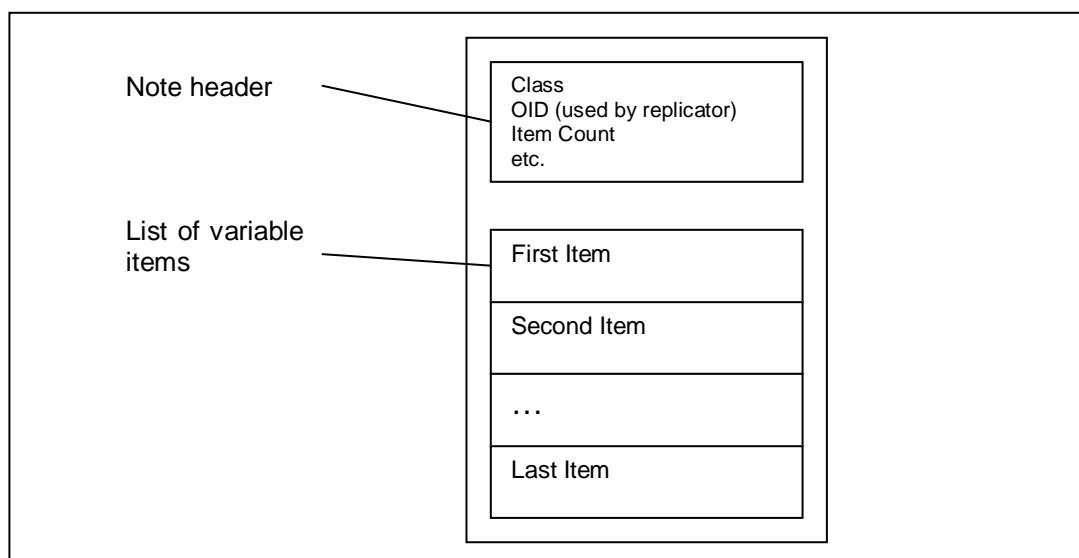 Note header
Class
OID (used by replicator)
Item Count
etc.
List of variable
items
First Item
Second Item
...
Last Item